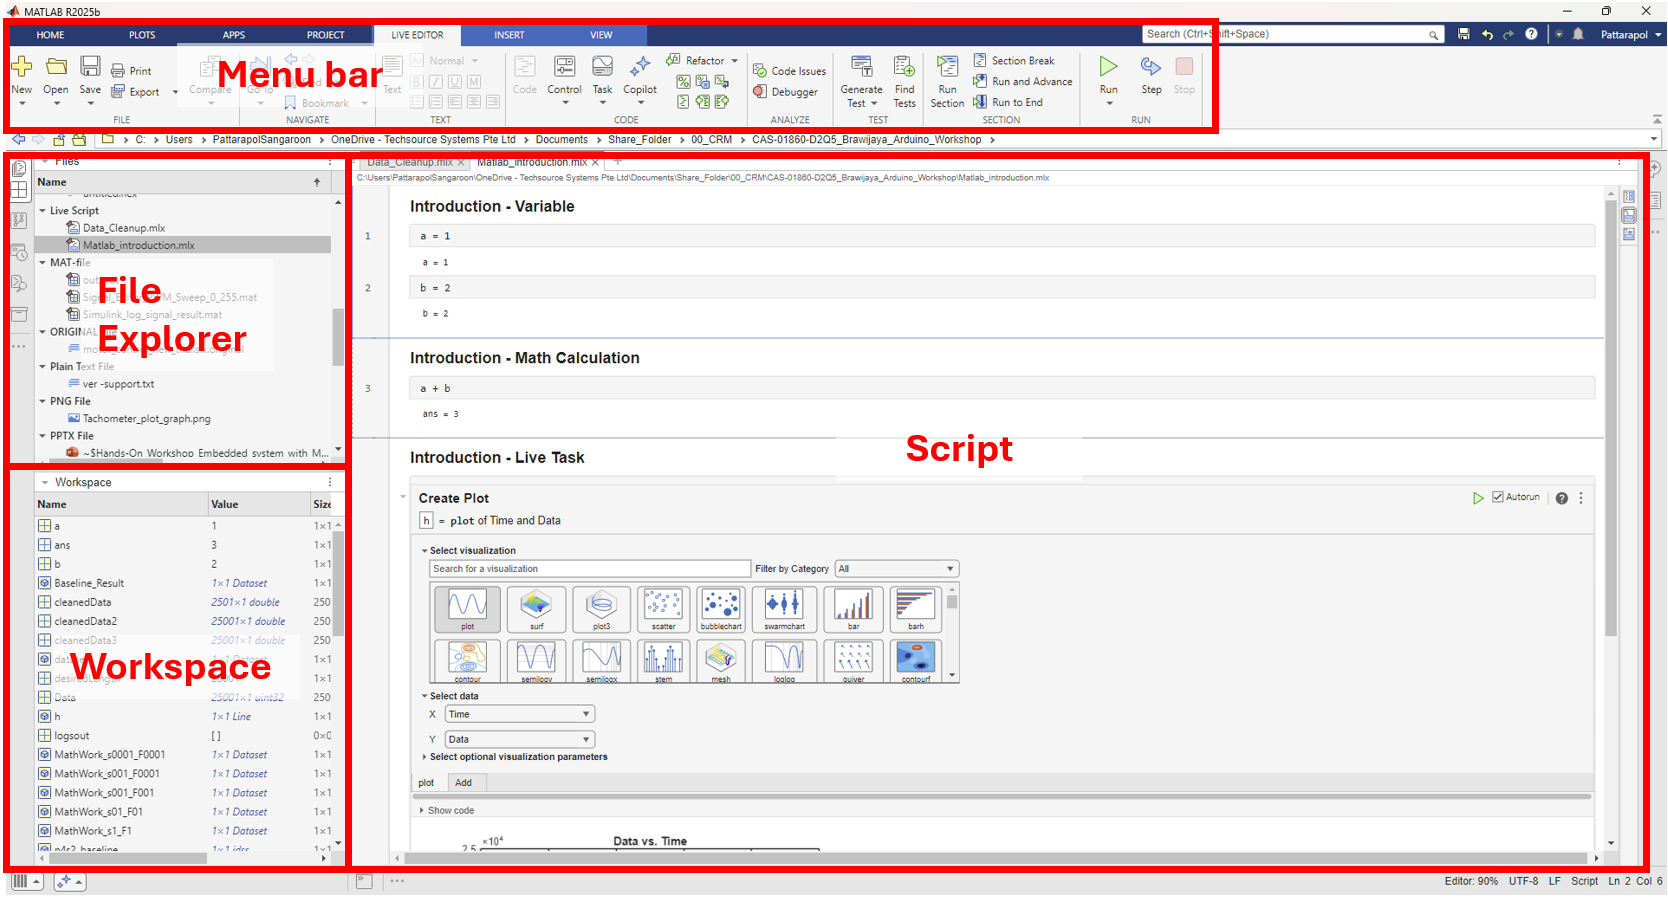 MATLAB R2025b
HOME PLOTS APPS PROJECT LIVE EDITOR INSERT VIEW
Search (Ctrl+Shift+Space)
Pattarapol
Menu bar
New Open Save Print Export Compare Go To Find Bookmark
Text Normal
B I U M
Code Control Task Copilot Refactor
Code Issues
Debugger
Generate Test Find Tests
Run Section Section Break
Run and Advance
Run to End
Run Step Stop
FILE NAVIGATE TEXT CODE ANALYZE TEST SECTION RUN
C: Users PattarapolSangaroon OneDrive - Techsource Systems Pte Ltd Documents Share_Folder 00_CRM CAS-01860-D2Q5_Brawijaya_Arduino_Workshop
Files
Name
untitled.hex
Live Script
Data_Cleanup.mlx
Matlab_introduction.mlx
MAT-file
File
Explorer
Simulink_log_signal_result.mat
Plain Text File
ver -support.txt
PNG File
Tachometer_plot_graph.png
PPTX File
~$Hands-On Workshop Embedded system with M...
Workspace
Name Value Size
a 1 1×1
ans 3 1×1
b 2 1×1
Baseline_Result 1×1 Dataset 1×1
cleanedData 2501×1 double 250
cleanedData2 25001×1 double 250
cleanedData3 25001×1 double 250
Workspace
1×1 Dataset 1×1
desiredLength 25001 1×1
Data 25001×1 uint32 250
h 1×1 Line 1×1
logsout [ ] 0×0
MathWork_s0001_F0001 1×1 Dataset 1×1
MathWork_s001_F0001 1×1 Dataset 1×1
MathWork_s001_F001 1×1 Dataset 1×1
MathWork_s01_F01 1×1 Dataset 1×1
MathWork_s1_F1 1×1 Dataset 1×1
n4s2_baseline 1×1 idss 1×1
Data_Cleanup.mlx Matlab_introduction.mlx
C:\Users\PattarapolSangaroon\OneDrive - Techsource Systems Pte Ltd\Documents\Share_Folder\00_CRM\CAS-01860-D2Q5_Brawijaya_Arduino_Workshop\Matlab_introduction.mlx
Introduction - Variable
1 a = 1
a = 1
2 b = 2
b = 2
Introduction - Math Calculation
3 a + b
ans = 3
Script
Introduction - Live Task
Create Plot
Autorun
h = plot of Time and Data
Select visualization
Search for a visualization Filter by Category All
plot surf plot3 scatter bubblechart swarmchart bar barh
contour semilogy semilogx stem mesh loglog quiver contourf
Select data
X Time
Y Data
Select optional visualization parameters
plot Add
Show code
×10⁴ Data vs. Time
2.5
Editor: 90% UTF-8 LF Script Ln 2 Col 6